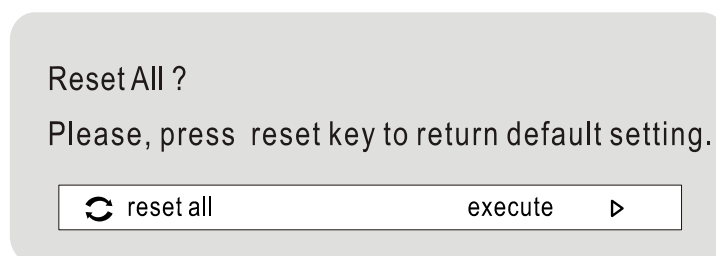 Reset All ?
Please, press reset key to return default setting.
reset all execute